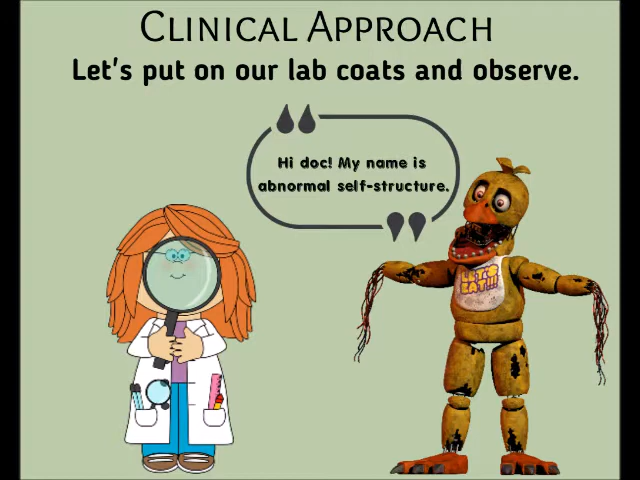 CLINICAL APPROACH
Let's put on our lab coats and observe.
Hi doc! My name is
abnormal self-structure.
LET'S
EAT!!!